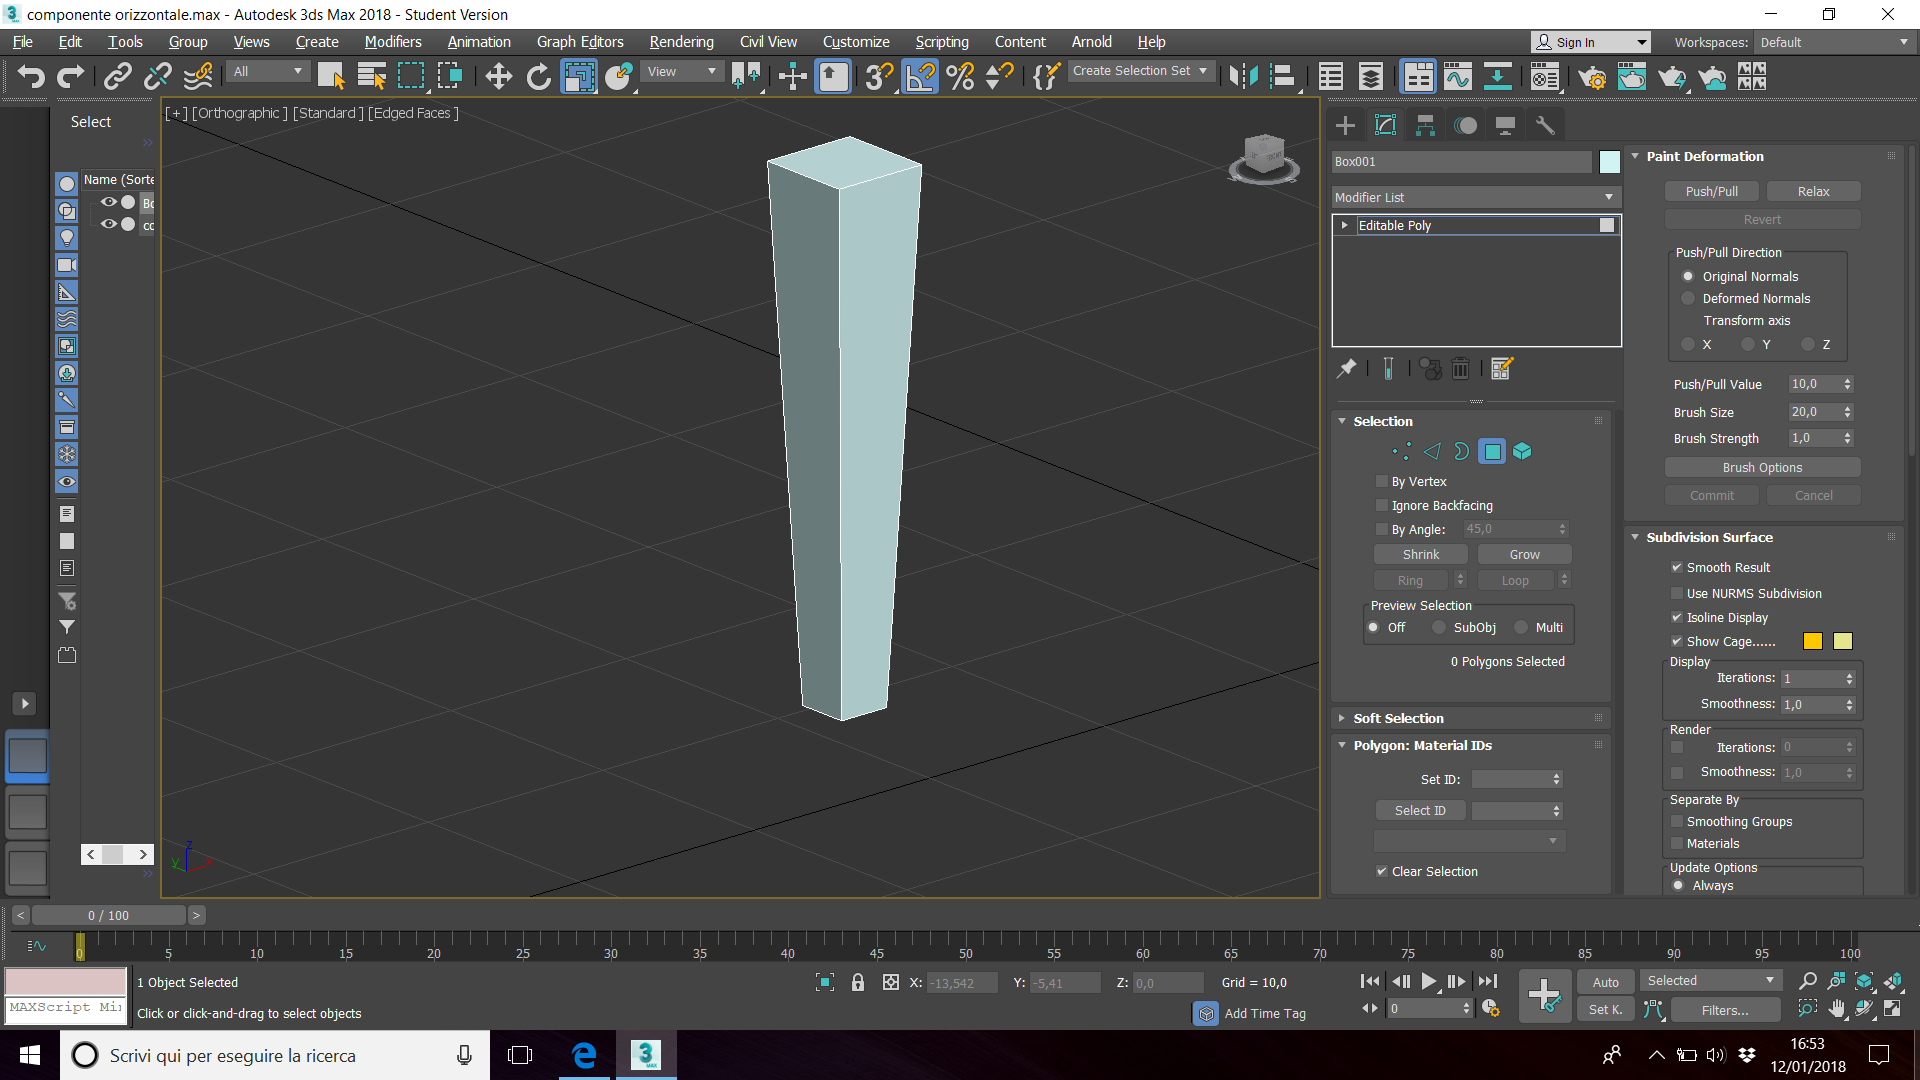 componente orizzontale.max - Autodesk 3ds Max 2018 - Student Version
File Edit Tools Group Views Create Modifiers Animation Graph Editors Rendering Civil View Customize Scripting Content Arnold Help
Sign In
Workspaces: Default
All
View
Create Selection Set
Select
Name (Sorte
Bo
co
[+] [Orthographic ] [Standard ] [Edged Faces ]
Box001
Modifier List
Editable Poly
Selection
By Vertex
Ignore Backfacing
By Angle: 45,0
Shrink Grow
Ring Loop
Preview Selection
Off SubObj Multi
0 Polygons Selected
Soft Selection
Polygon: Material IDs
Set ID:
Select ID
Clear Selection
Paint Deformation
Push/Pull Relax
Revert
Push/Pull Direction
Original Normals
Deformed Normals
Transform axis
X Y Z
Push/Pull Value 10,0
Brush Size 20,0
Brush Strength 1,0
Brush Options
Commit Cancel
Subdivision Surface
Smooth Result
Use NURMS Subdivision
Isoline Display
Show Cage......
Display
Iterations: 1
Smoothness: 1,0
Render
Iterations: 0
Smoothness: 1,0
Separate By
Smoothing Groups
Materials
Update Options
Always
z
y
x
< 0 / 100 >
0 5 10 15 20 25 30 35 40 45 50 55 60 65 70 75 80 85 90 95 100
1 Object Selected
X: -13,542 Y: -5,41 Z: 0,0 Grid = 10,0
MAXScript Mi
Click or click-and-drag to select objects
Add Time Tag
0
Auto Selected
Set K. Filters...
Scrivi qui per eseguire la ricerca
3
MAX
16:53
12/01/2018